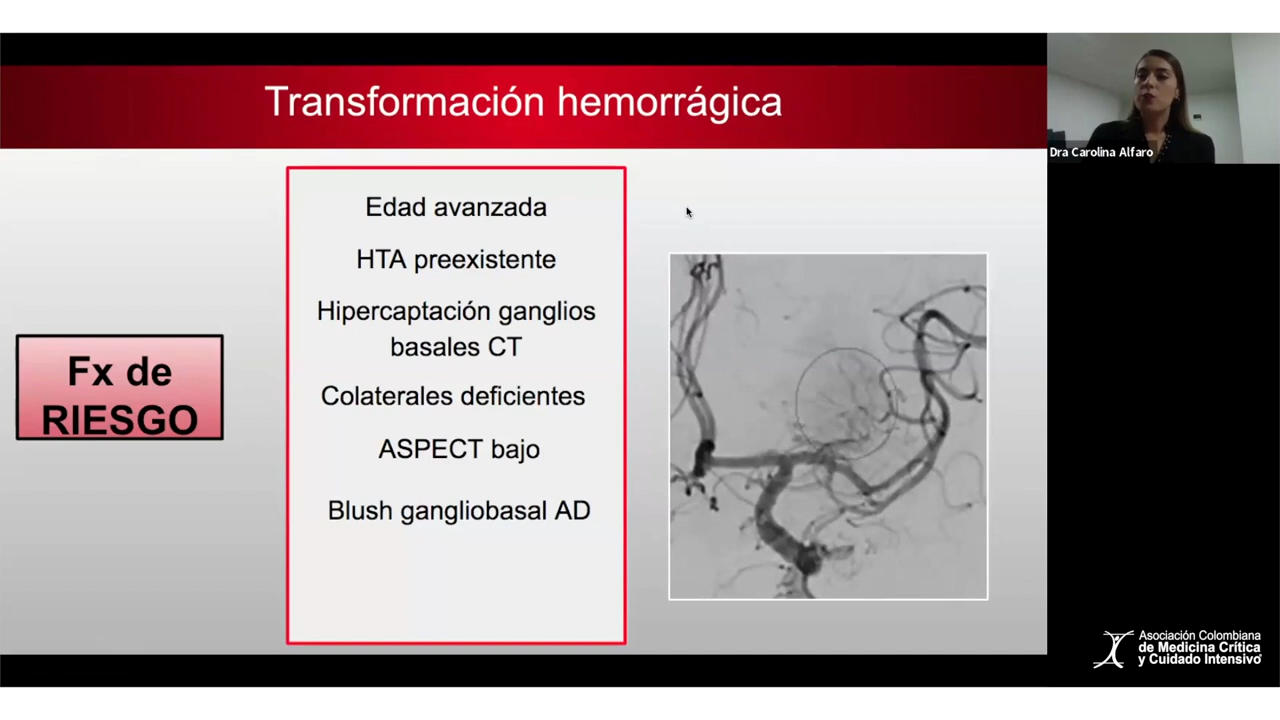 Transformación hemorrágica
Dra Carolina Alfaro
Edad avanzada
HTA preexistente
Hipercaptación ganglios
basales CT
Fx de
RIESGO
Colaterales deficientes
ASPECT bajo
Blush gangliobasal AD
Asociación Colombiana
de Medicina Crítica
y Cuidado Intensivo